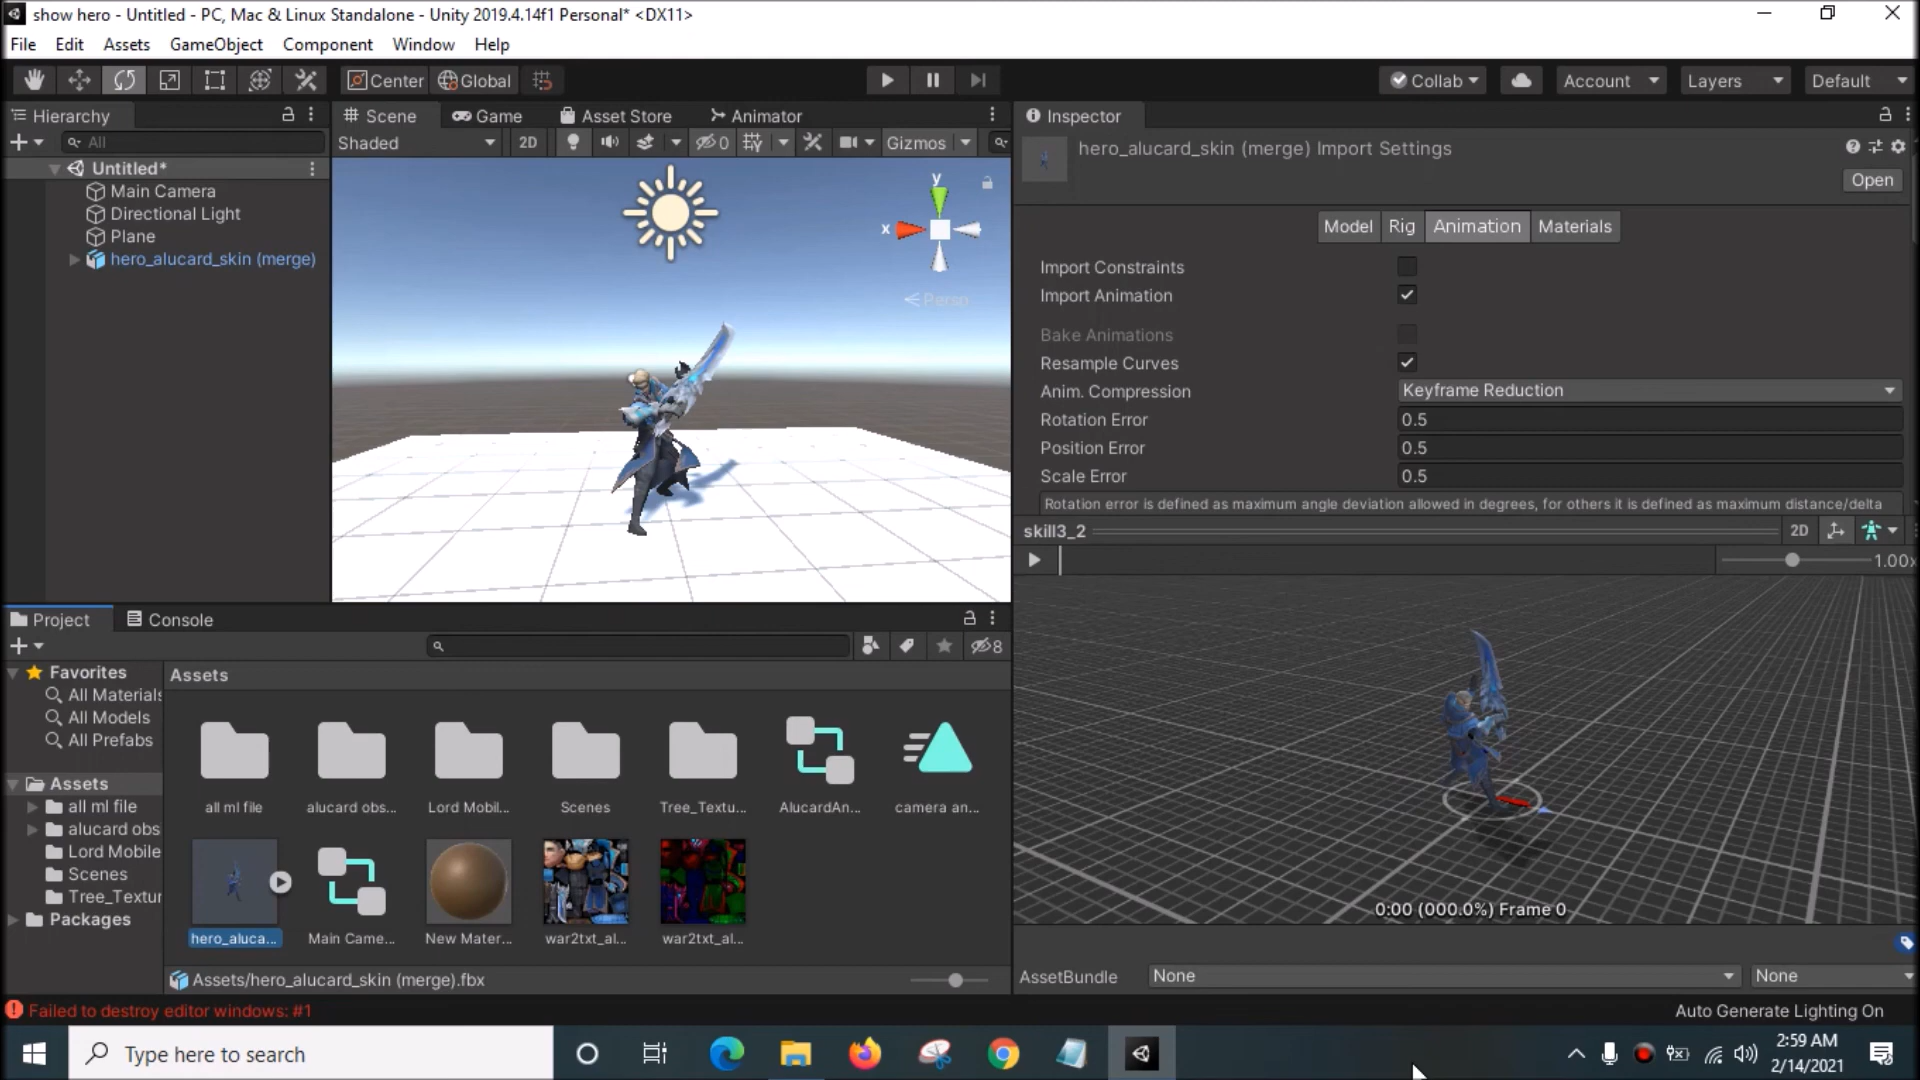 show hero - Untitled - PC, Mac & Linux Standalone - Unity 2019.4.14f1 Personal* <DX11>
File Edit Assets GameObject Component Window Help
Center Global Collab Account Layers Default
Hierarchy
All
Untitled*
Main Camera
Directional Light
Plane
hero_alucard_skin (merge)
Scene Game Asset Store Animator
Shaded 2D 0 Gizmos
y
x
Persp
Inspector
hero_alucard_skin (merge) Import Settings
Open
Model Rig Animation Materials
Import Constraints
Import Animation
Bake Animations
Resample Curves
Anim. Compression Keyframe Reduction
Rotation Error 0.5
Position Error 0.5
Scale Error 0.5
Rotation error is defined as maximum angle deviation allowed in degrees, for others it is defined as maximum distance/delta
skill3_2 2D
1.00x
0:00 (000.0%) Frame 0
AssetBundle None None
Project Console
8
Favorites
All Materials
All Models
All Prefabs
Assets
all ml file
alucard obs
Lord Mobile
Scenes
Tree_Textur
Packages
Assets
all ml file alucard obs... Lord Mobil... Scenes Tree_Textu... AlucardAn... camera an...
hero_aluca... Main Came... New Mater... war2txt_al... war2txt_al...
Assets/hero_alucard_skin (merge).fbx
Failed to destroy editor windows: #1
Auto Generate Lighting On
Type here to search
2:59 AM
2/14/2021